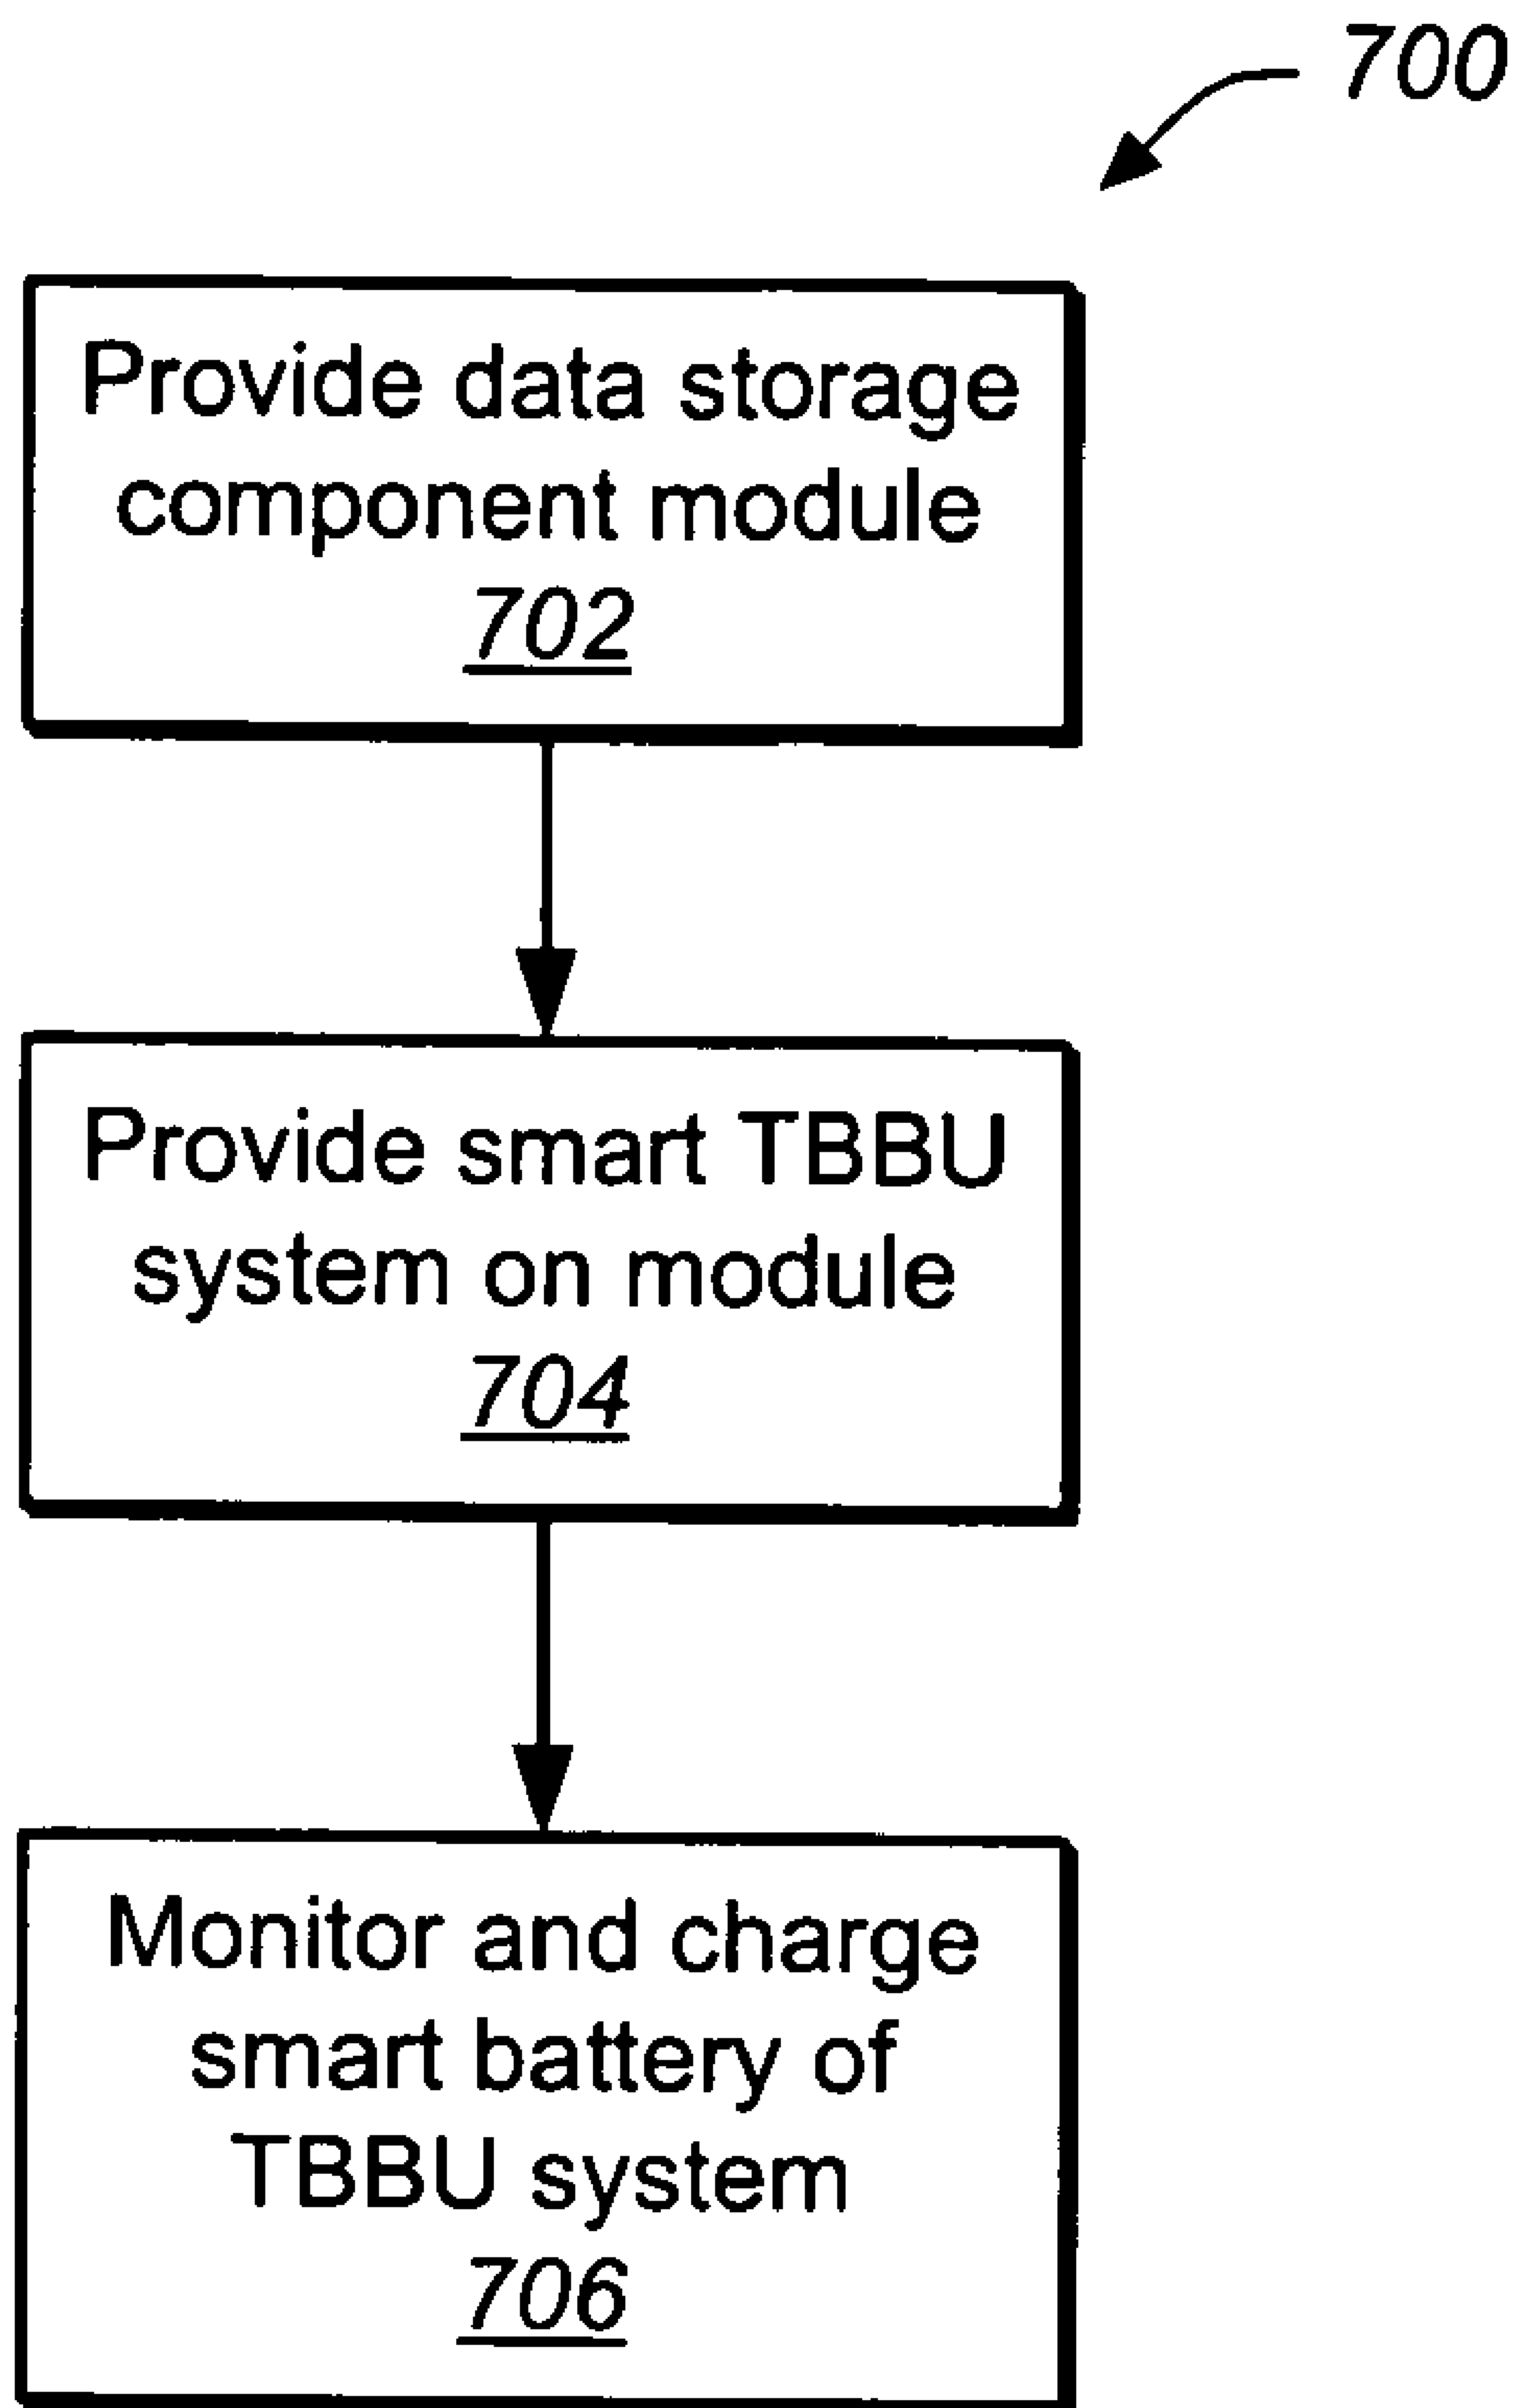 700
Provide data storage
component module
702
Provide smart TBBU
system on module
704
Monitor and charge
smart battery of
TBBU system
706